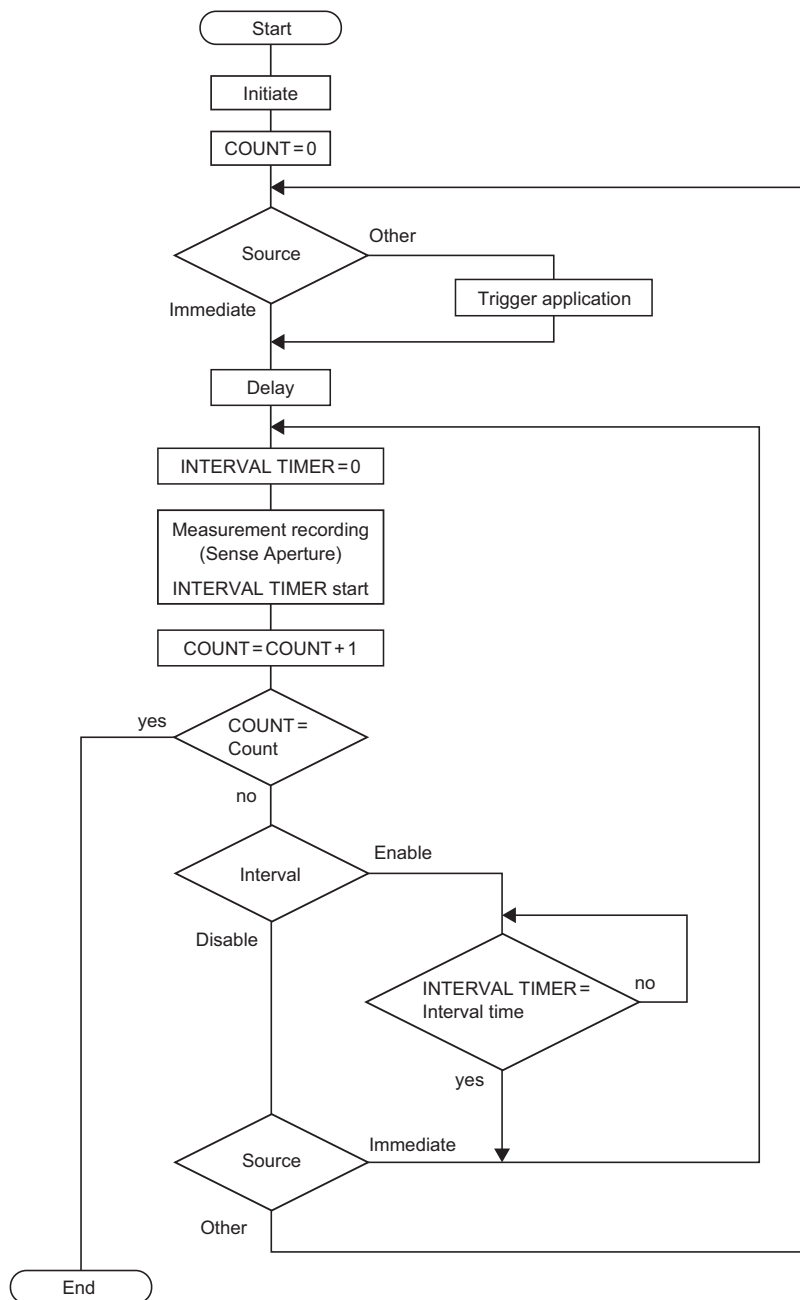 Start
Initiate
COUNT=0
Source
Other
Immediate
Trigger application
Delay
INTERVAL TIMER=0
Measurement recording
(Sense Aperture)
INTERVAL TIMER start
COUNT=COUNT+1
yes
COUNT=
Count
no
Interval
Enable
Disable
INTERVAL TIMER=
Interval time
no
yes
Source
Immediate
Other
End